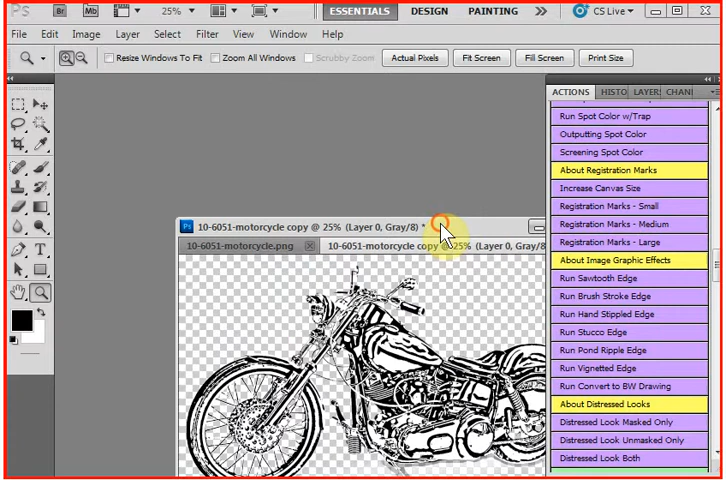 Ps Br Mb 25% ESSENTIALS DESIGN PAINTING CS Live
File Edit Image Layer Select Filter View Window Help
Resize Windows To Fit Zoom All Windows Scrubby Zoom Actual Pixels Fit Screen Fill Screen Print Size
ACTIONS HISTO LAYER CHAN
Run Spot Color w/Trap
Outputting Spot Color
Screening Spot Color
About Registration Marks
Increase Canvas Size
Registration Marks - Small
Registration Marks - Medium
Registration Marks - Large
About Image Graphic Effects
Run Sawtooth Edge
Run Brush Stroke Edge
Run Hand Stippled Edge
Run Stucco Edge
Run Pond Ripple Edge
Run Vignetted Edge
Run Convert to BW Drawing
About Distressed Looks
Distressed Look Masked Only
Distressed Look Unmasked Only
Distressed Look Both
Ps 10-6051-motorcycle copy @ 25% (Layer 0, Gray/8) *
10-6051-motorcycle.png 10-6051-motorcycle copy @ 25% (Layer 0, Gray/8
T